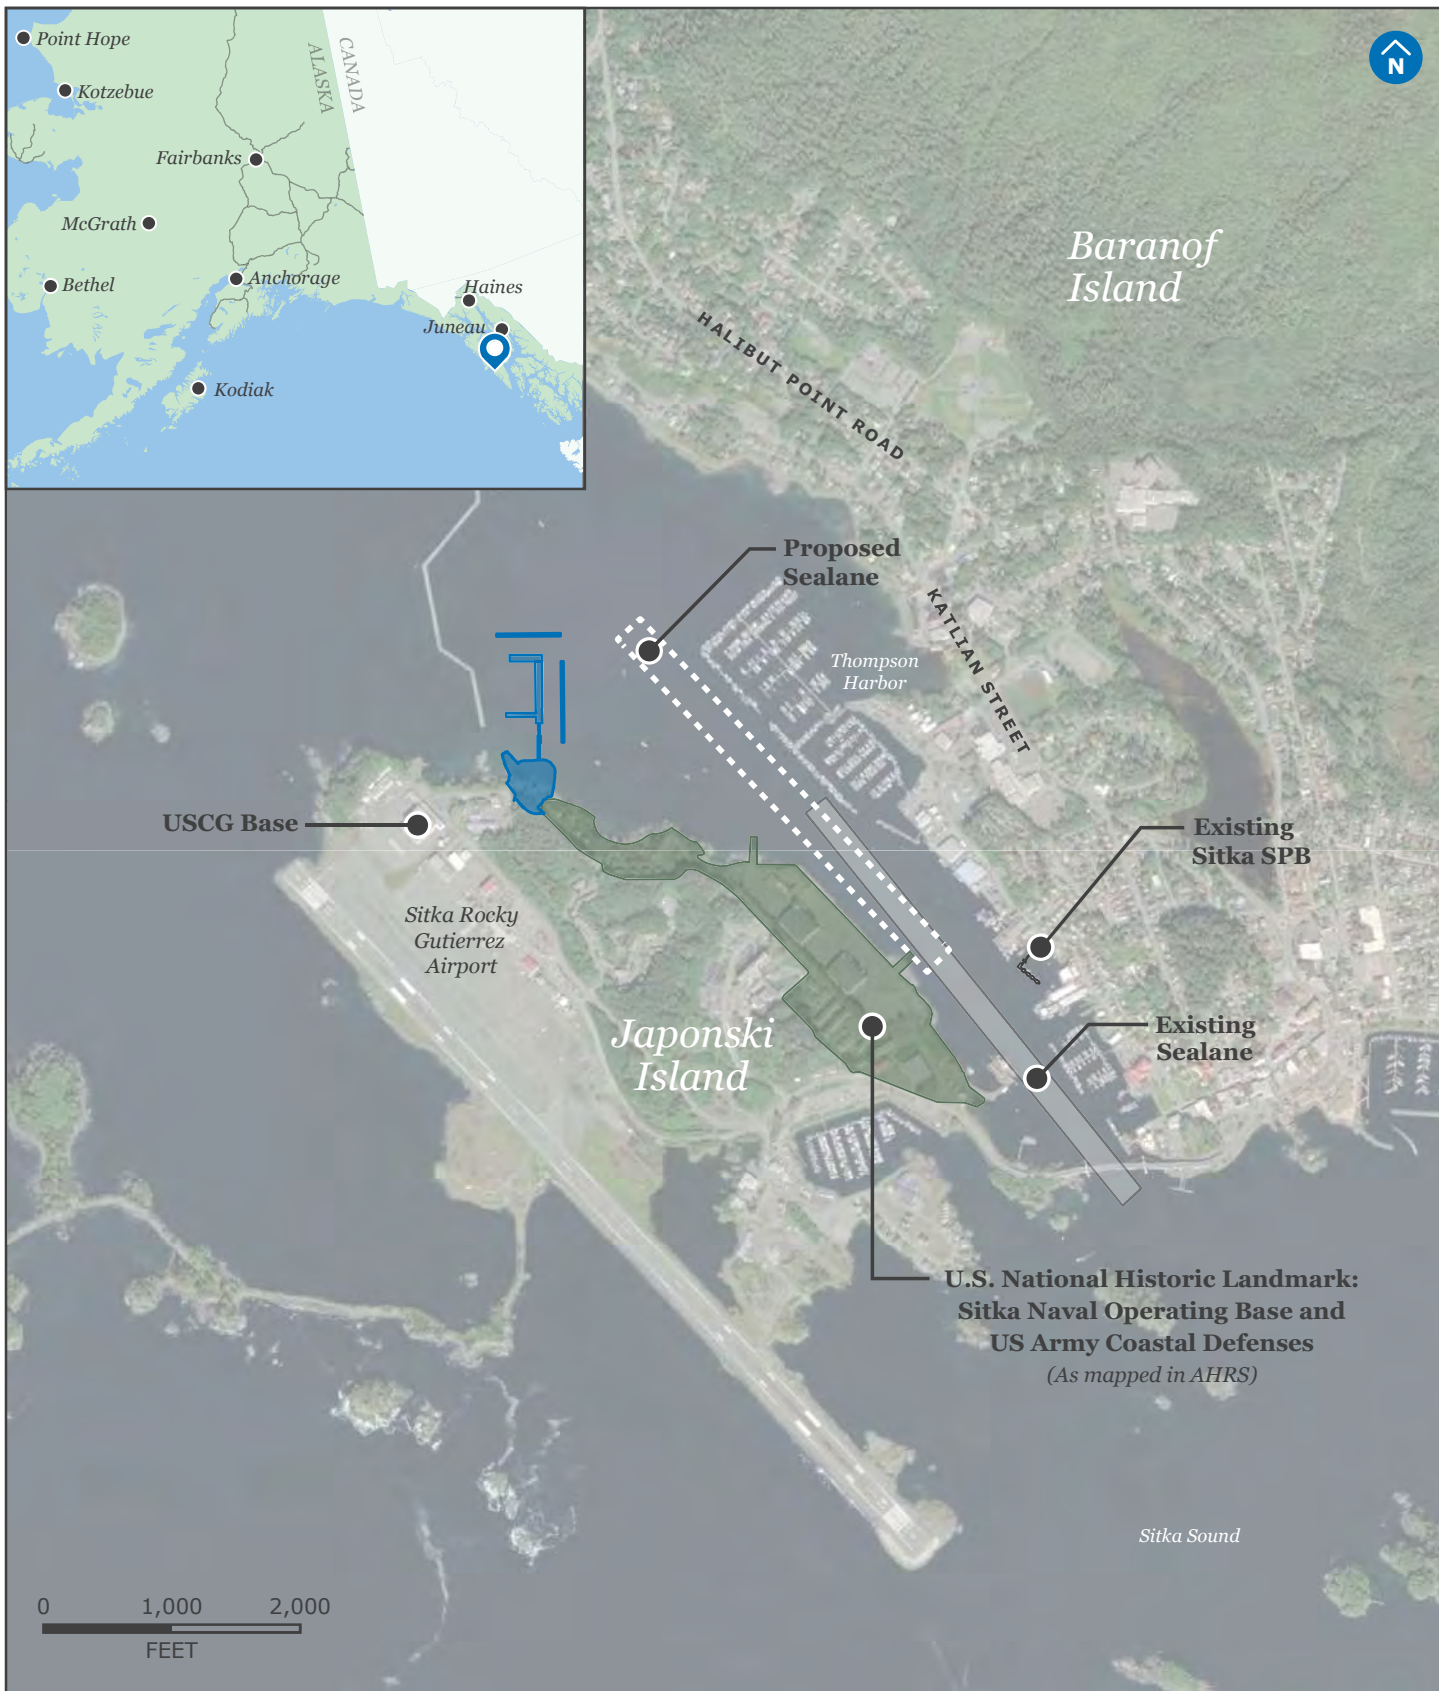 Point Hope
Kotzebue
Fairbanks
McGrath
Bethel
Anchorage
Haines
Juneau
Kodiak
ALASKA
CANADA
N
Baranof
Island
HALIBUT POINT ROAD
Proposed
Sealane
KATLIAN STREET
Thompson
Harbor
USCG Base
Existing
Sitka SPB
Sitka Rocky
Gutierrez
Airport
Japonski
Island
Existing
Sealane
U.S. National Historic Landmark:
Sitka Naval Operating Base and
US Army Coastal Defenses
(As mapped in AHRS)
Sitka Sound
0 1,000 2,000
FEET